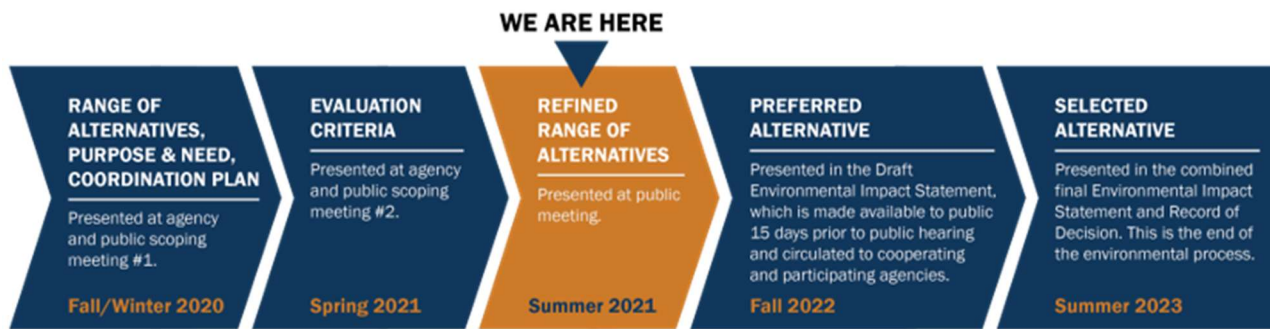 WE ARE HERE
RANGE OF
ALTERNATIVES,
PURPOSE & NEED,
COORDINATION PLAN
Presented at agency
and public scoping
meeting #1.
Fall/Winter 2020
EVALUATION
CRITERIA
Presented at agency
and public scoping
meeting #2.
Spring 2021
REFINED
RANGE OF
ALTERNATIVES
Presented at public
meeting.
Summer 2021
PREFERRED
ALTERNATIVE
Presented in the Draft
Environmental Impact Statement,
which is made available to public
15 days prior to public hearing
and circulated to cooperating
and participating agencies.
Fall 2022
SELECTED
ALTERNATIVE
Presented in the combined
final Environmental Impact
Statement and Record of
Decision. This is the end of
the environmental process.
Summer 2023